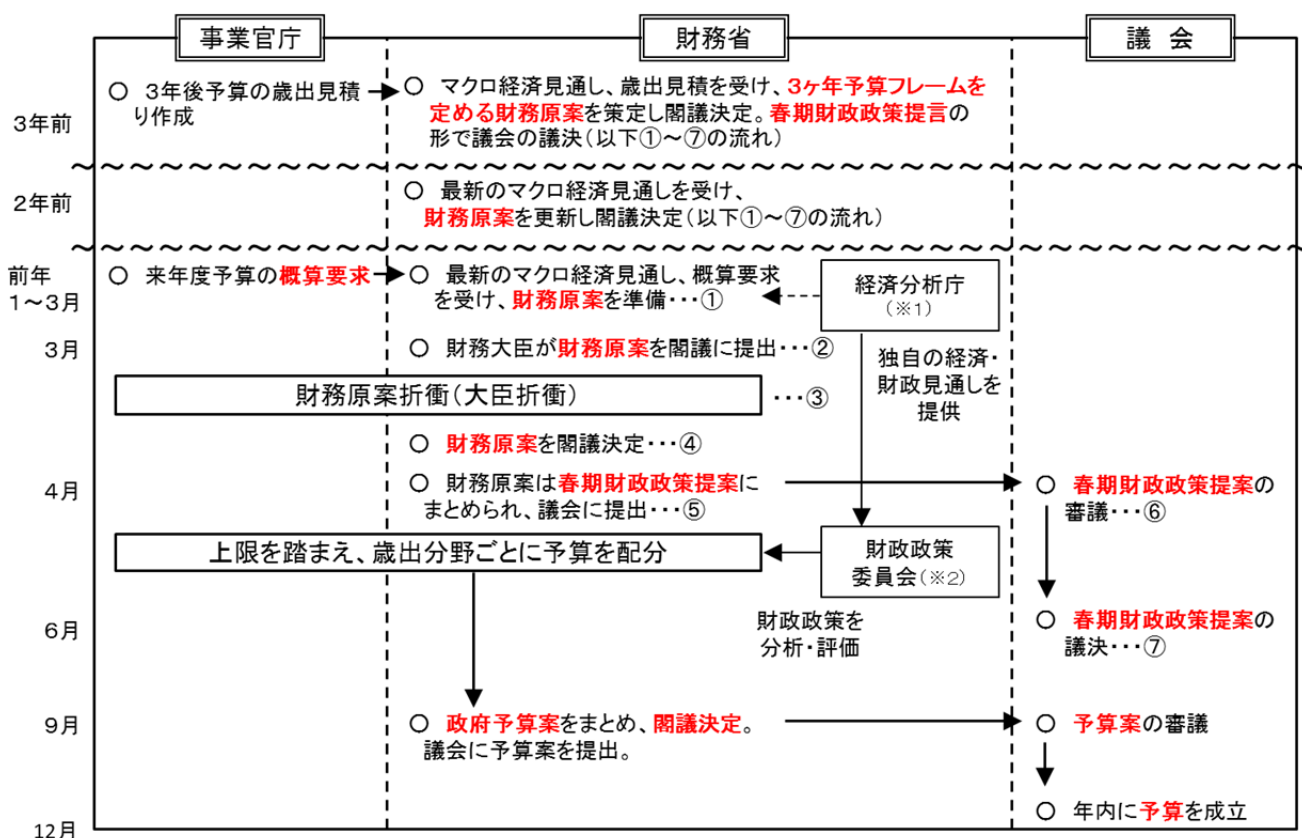 事業官庁
財務省
議 会
3年前
○ 3年後予算の歳出見積
り作成
○ マクロ経済見通し、歳出見積を受け、3ヶ年予算フレームを
定める財務原案を策定し閣議決定。春期財政政策提言の
形で議会の議決(以下①～⑦の流れ)
2年前
○ 最新のマクロ経済見通しを受け、
財務原案を更新し閣議決定(以下①～⑦の流れ)
前年
1～3月
○ 来年度予算の概算要求
○ 最新のマクロ経済見通し、概算要求
を受け、財務原案を準備・・・①
経済分析庁
(※1)
3月
○ 財務大臣が財務原案を閣議に提出・・・②
独自の経済・
財政見通しを
提供
財務原案折衝(大臣折衝)
・・・③
○ 財務原案を閣議決定・・・④
4月
○ 財務原案は春期財政政策提案に
まとめられ、議会に提出・・・⑤
○ 春期財政政策提案の
審議・・・⑥
上限を踏まえ、歳出分野ごとに予算を配分
財政政策
委員会(※2)
6月
財政政策を
分析・評価
○ 春期財政政策提案の
議決・・・⑦
9月
○ 政府予算案をまとめ、閣議決定。
議会に予算案を提出。
○ 予算案の審議
○ 年内に予算を成立
12月